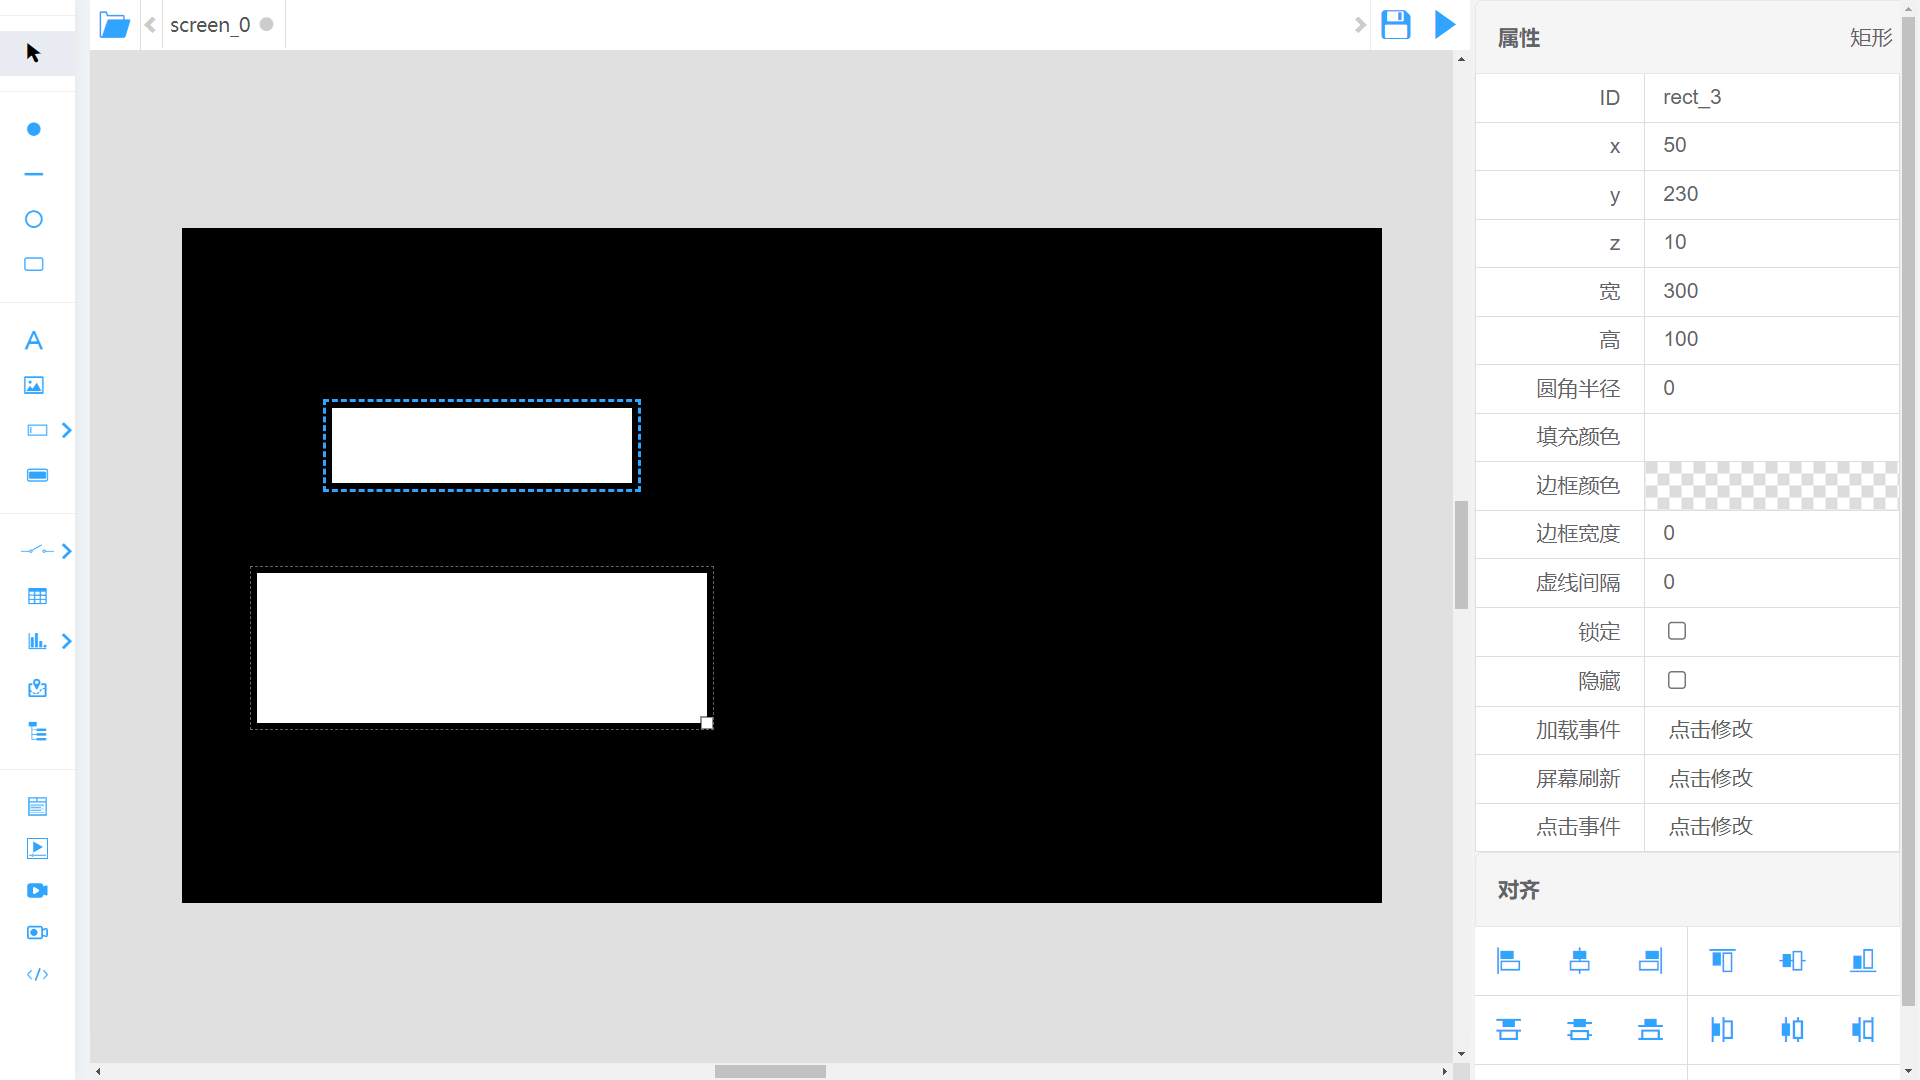 screen_0
属性 矩形
ID rect_3
x 50
y 230
z 10
宽 300
高 100
圆角半径 0
填充颜色
边框颜色
边框宽度 0
虚线间隔 0
锁定
隐藏
加载事件 点击修改
屏幕刷新 点击修改
点击事件 点击修改
对齐